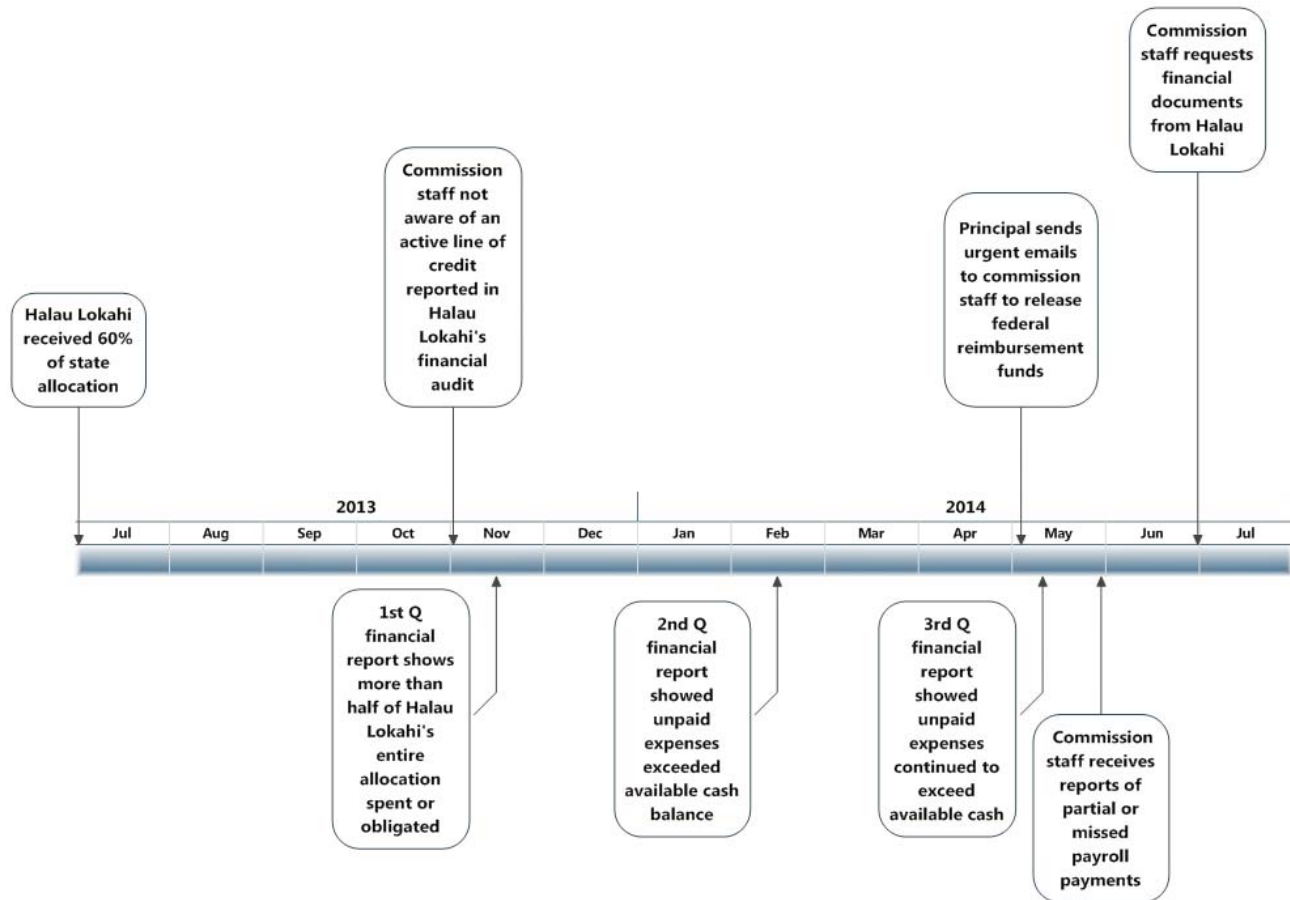 Commission
staff requests
financial
documents
from Halau
Lokahi
Commission
staff not
aware of an
active line of
credit
reported in
Halau
Lokahi's
financial
audit
Principal sends
urgent emails
to commission
staff to release
federal
reimbursement
funds
Halau Lokahi
received 60%
of state
allocation
2013 2014
Jul Aug Sep Oct Nov Dec Jan Feb Mar Apr May Jun Jul
1st Q
financial
report shows
more than
half of Halau
Lokahi's
entire
allocation
spent or
obligated
2nd Q
financial
report
showed
unpaid
expenses
exceeded
available cash
balance
3rd Q
financial
report
showed
unpaid
expenses
continued to
exceed
available cash
Commission
staff receives
reports of
partial or
missed
payroll
payments